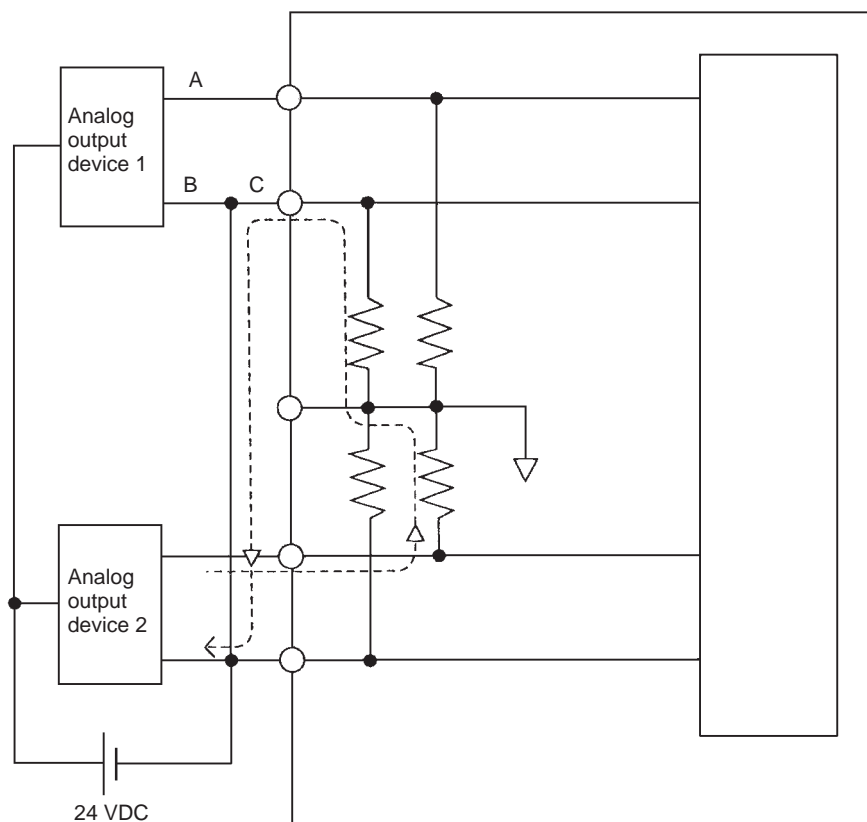 A
Analog
output
device 1
B C
Analog
output
device 2
24 VDC